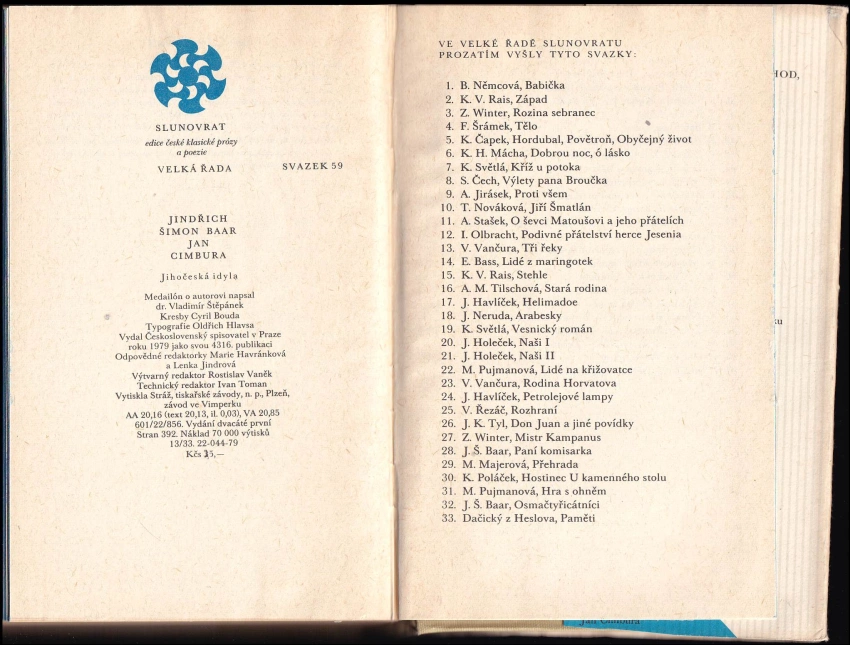 SLUNOVRAT
edice české klasické prózy
a poezie
VELKÁ ŘADA
SVAZEK 59
JINDŘICH
ŠIMON BAAR
JAN
CIMBURA
Jihočeská idyla
Medailón o autorovi napsal
dr. Vladimír Štěpánek
Kresby Cyril Bouda
Typografie Oldřich Hlavsa
Vydal Československý spisovatel v Praze
roku 1979 jako svou 4316. publikaci
Odpovědné redaktorky Marie Havránková
a Lenka Jindrová
Výtvarný redaktor Rostislav Vaněk
Technický redaktor Ivan Toman
Vytiskla Stráž, tiskařské závody, n. p., Plzeň,
závod ve Vimperku
AA 20,16 (text 20,13, il. 0,03), VA 20,85
601/22/856. Vydání dvacáté první
Stran 392. Náklad 70 000 výtisků
13/33. 22-044-79
Kčs
VE VELKÉ ŘADĚ SLUNOVRATU
PROZATÍM VYŠLY TYTO SVAZKY:
1. B. Němcová, Babička
2. K. V. Rais, Západ
3. Z. Winter, Rozina sebranec
4. F. Šrámek, Tělo
5. K. Čapek, Hordubal, Povětroň, Obyčejný život
6. K. H. Mácha, Dobrou noc, ó lásko
7. K. Světlá, Kříž u potoka
8. S. Čech, Výlety pana Broučka
9. A. Jirásek, Proti všem
10. T. Nováková, Jiří Šmatlán
11. A. Stašek, O ševci Matoušovi a jeho přátelích
12. I. Olbracht, Podivné přátelství herce Jesenia
13. V. Vančura, Tři řeky
14. E. Bass, Lidé z maringotek
15. K. V. Rais, Stehle
16. A. M. Tilschová, Stará rodina
17. J. Havlíček, Helimadoe
18. J. Neruda, Arabesky
19. K. Světlá, Vesnický román
20. J. Holeček, Naši I
21. J. Holeček, Naši II
22. M. Pujmanová, Lidé na křižovatce
23. V. Vančura, Rodina Horvatova
24. J. Havlíček, Petrolejové lampy
25. V. Řezáč, Rozhraní
26. J. K. Tyl, Don Juan a jiné povídky
27. Z. Winter, Mistr Kampanus
28. J. Š. Baar, Paní komisarka
29. M. Majerová, Přehrada
30. K. Poláček, Hostinec U kamenného stolu
31. M. Pujmanová, Hra s ohněm
32. J. Š. Baar, Osmačtyřicátníci
33. Dačický z Heslova, Paměti
HOD,
ku
Jan Cimbura